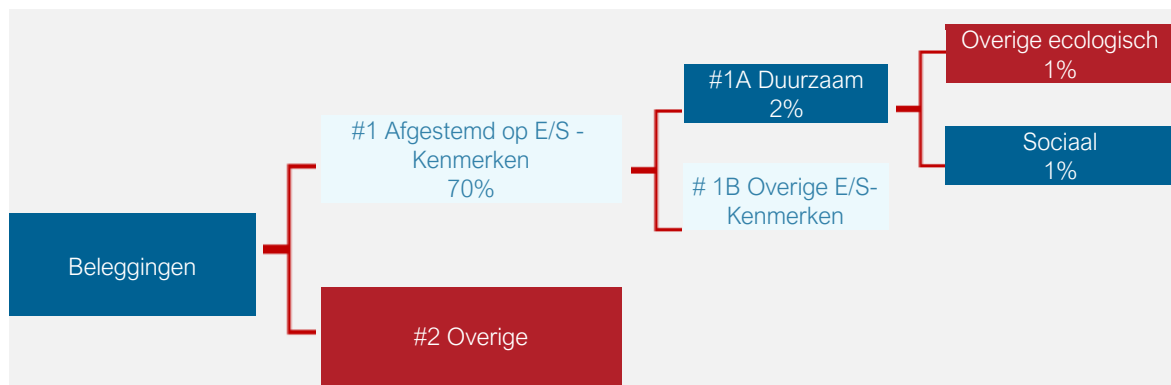 Beleggingen
#1 Afgestemd op E/S -
Kenmerken
70%
#2 Overige
#1A Duurzaam
2%
# 1B Overige E/S-
Kenmerken
Overige ecologisch
1%
Sociaal
1%